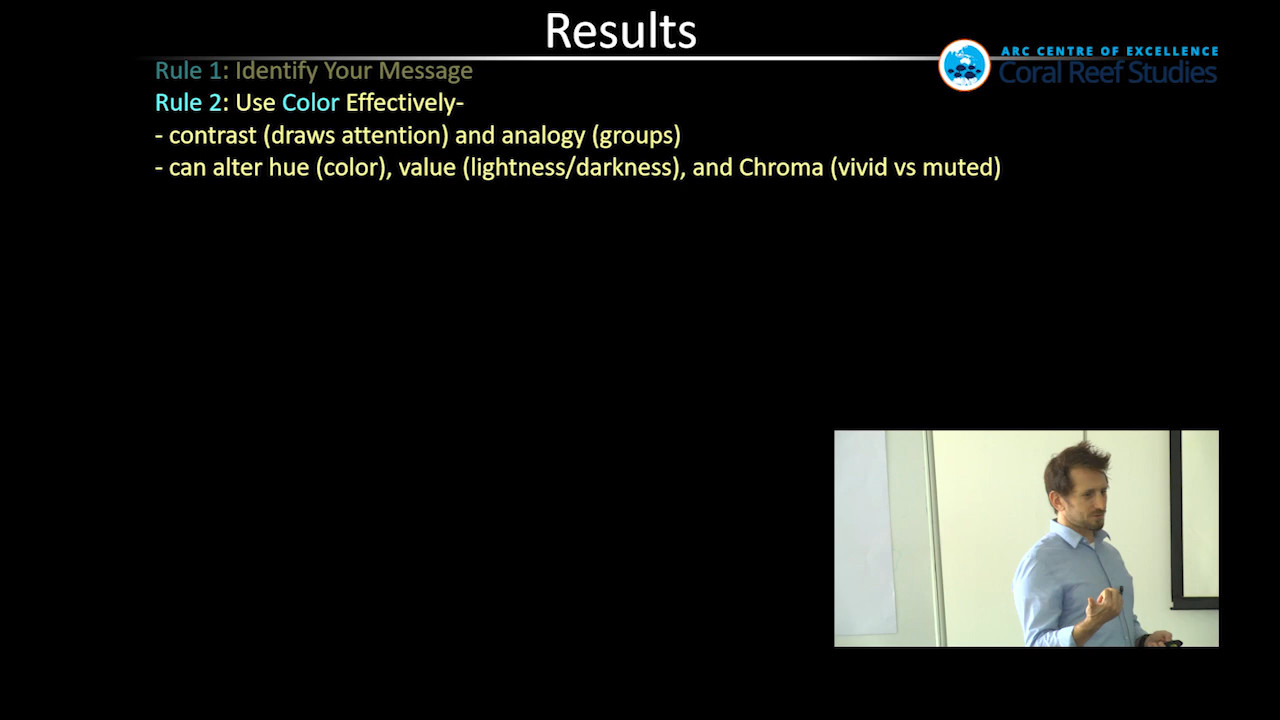 Results
ARC CENTRE OF EXCELLENCE
Coral Reef Studies
Rule 1: Identify Your Message
Rule 2: Use Color Effectively-
- contrast (draws attention) and analogy (groups)
- can alter hue (color), value (lightness/darkness), and Chroma (vivid vs muted)